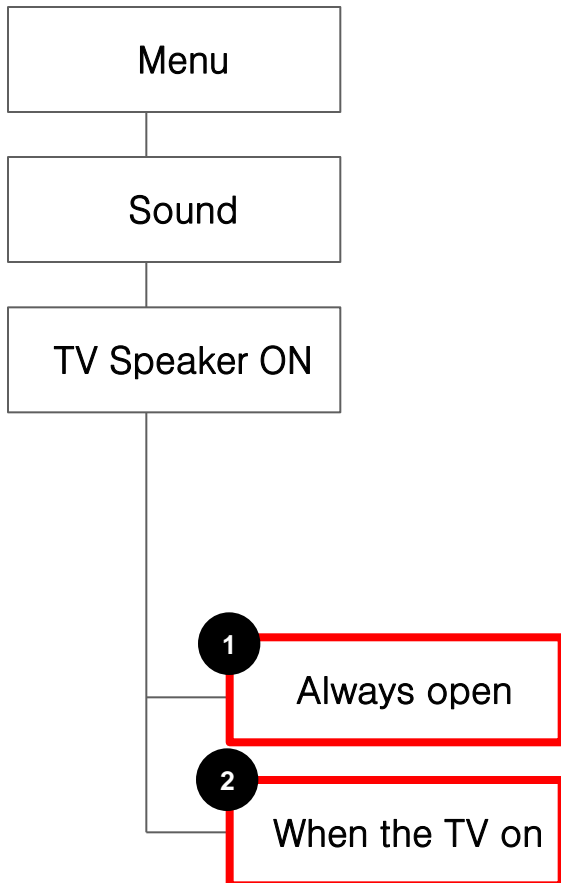 Menu
Sound
TV Speaker ON
1
Always open
2
When the TV on